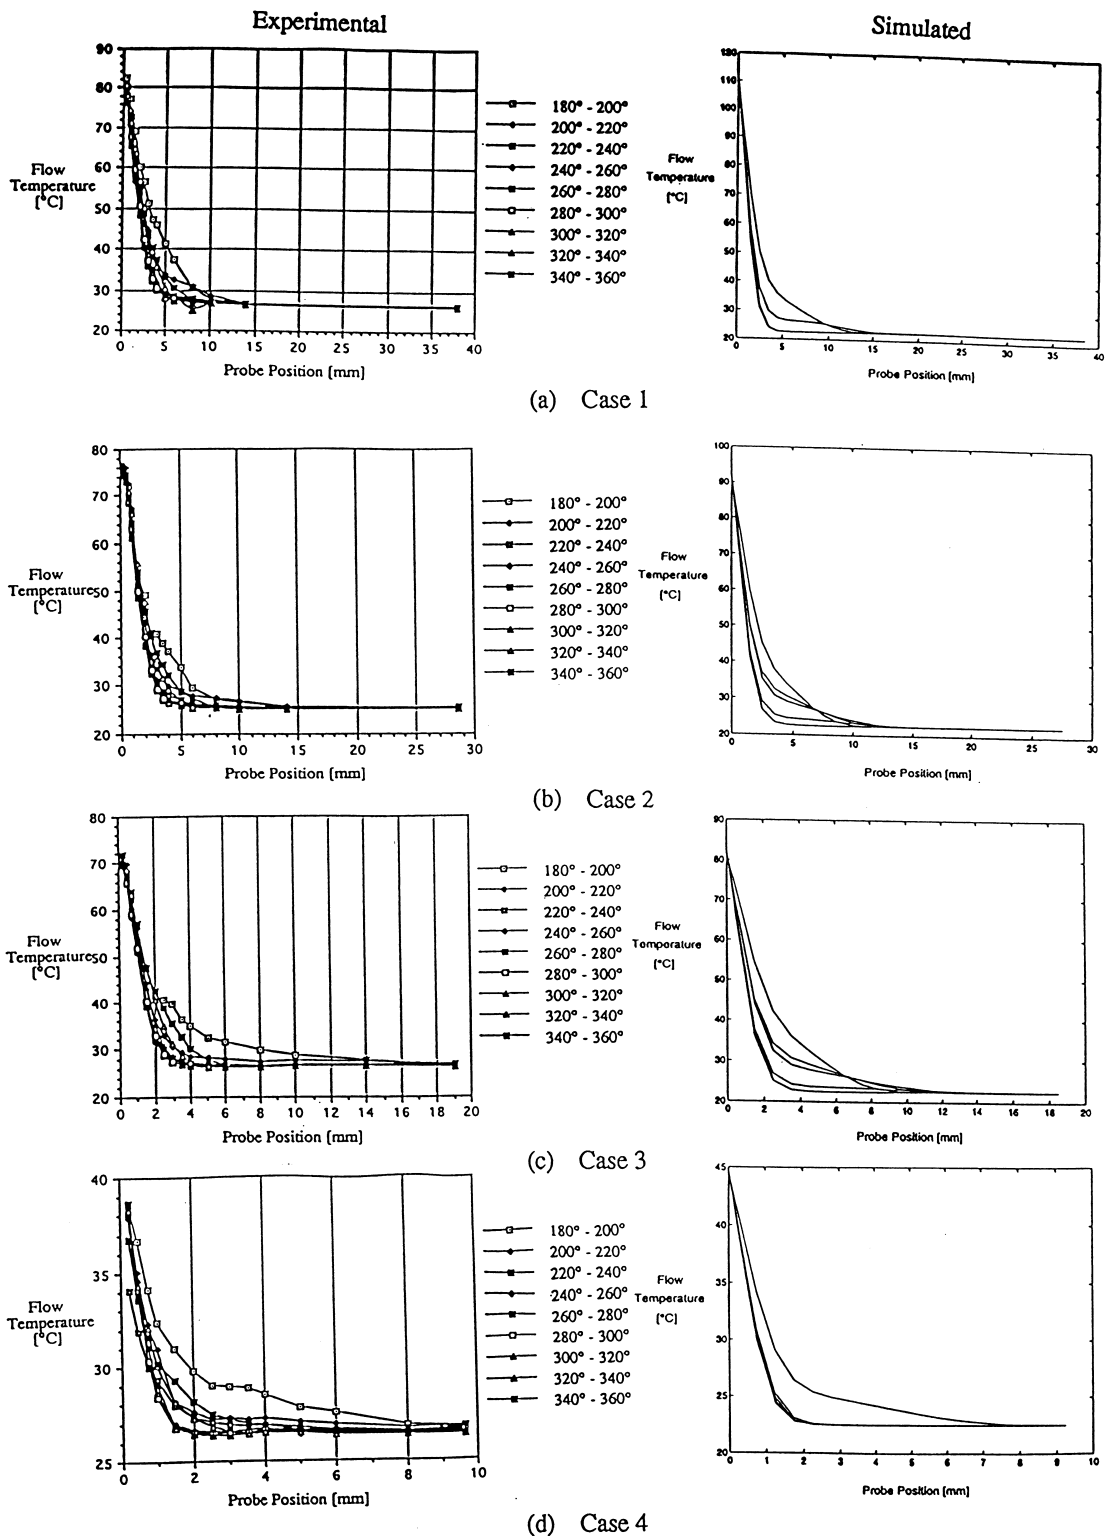 Experimental
Simulated
90
80
70
60
50
40
30
20
0 5 10 15 20 25 30 35 40
Flow
Temperature
[°C]
Probe Position [mm]
180° - 200°
200° - 220°
220° - 240°
240° - 260°
260° - 280°
280° - 300°
300° - 320°
320° - 340°
340° - 360°
120
110
100
90
80
70
60
50
40
30
20
0 5 10 15 20 25 30 35 40
Flow
Temperature
[°C]
Probe Position [mm]
(a) Case 1
80
70
60
50
40
30
20
0 5 10 15 20 25 30
Flow
Temperature
[°C]
Probe Position [mm]
180° - 200°
200° - 220°
220° - 240°
240° - 260°
260° - 280°
280° - 300°
300° - 320°
320° - 340°
340° - 360°
100
90
80
70
60
50
40
30
20
0 5 10 15 20 25 30
Flow
Temperature
[°C]
Probe Position [mm]
(b) Case 2
80
70
60
50
40
30
20
0 2 4 6 8 10 12 14 16 18 20
Flow
Temperature
[°C]
Probe Position [mm]
180° - 200°
200° - 220°
220° - 240°
240° - 260°
260° - 280°
280° - 300°
300° - 320°
320° - 340°
340° - 360°
90
80
70
60
50
40
30
20
0 2 4 6 8 10 12 14 16 18 20
Flow
Temperature
[°C]
Probe Position [mm]
(c) Case 3
40
35
30
25
0 2 4 6 8 10
Flow
Temperature
[°C]
Probe Position [mm]
180° - 200°
200° - 220°
220° - 240°
240° - 260°
260° - 280°
280° - 300°
300° - 320°
320° - 340°
340° - 360°
45
40
35
30
25
20
0 1 2 3 4 5 6 7 8 9 10
Flow
Temperature
[°C]
Probe Position [mm]
(d) Case 4